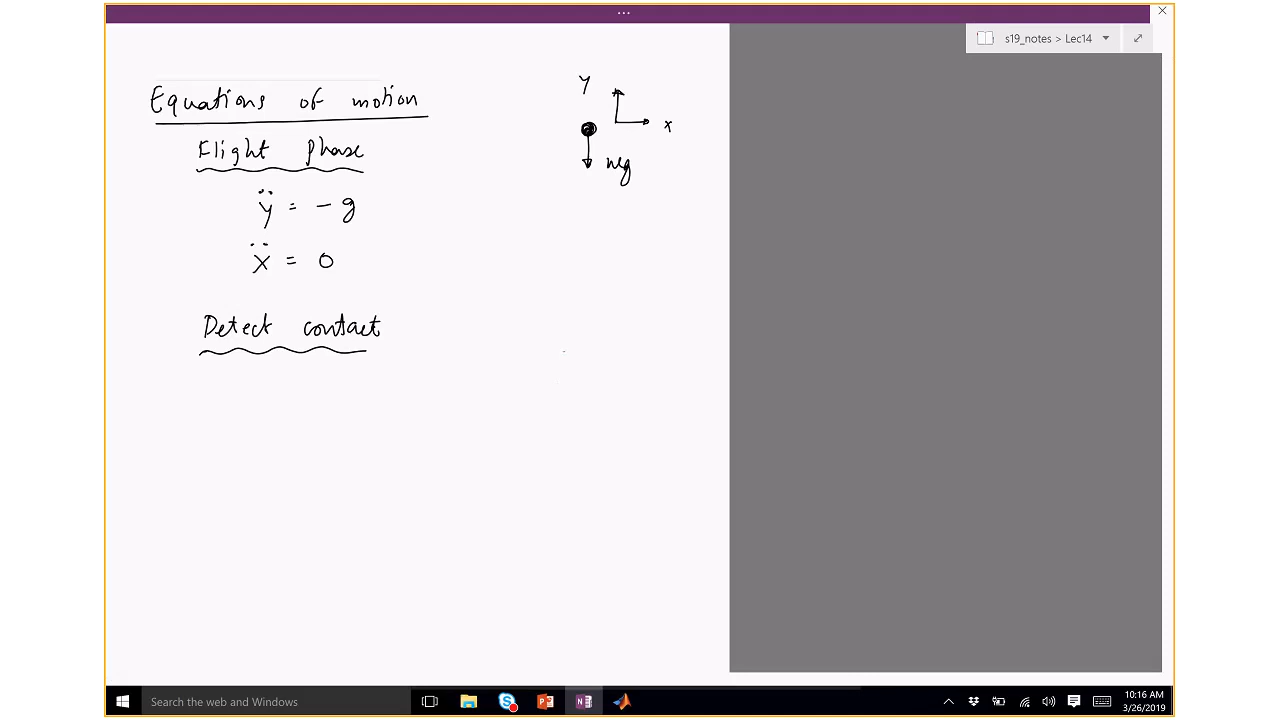 s19_notes > Lec14
Equations of motion
Y
x
Flight phase
mg
ÿ = - g
ẍ = 0
Detect contact
Search the web and Windows
10:16 AM
3/26/2019